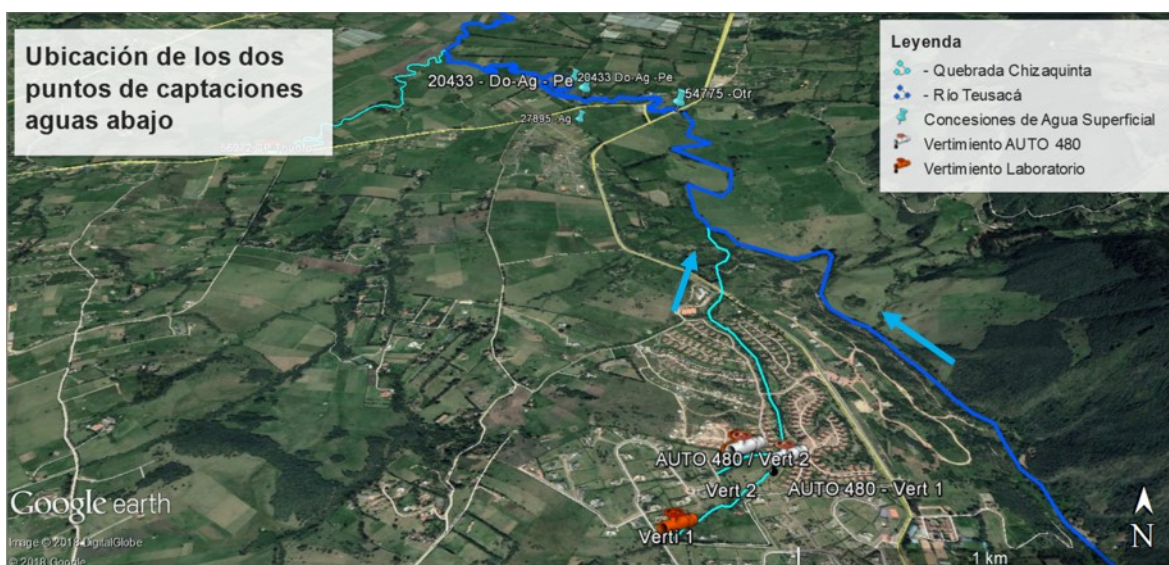 Ubicación de los dos
puntos de captaciones
aguas abajo
Leyenda
- Quebrada Chizaquinta
- Río Teusacá
Concesiones de Agua Superficial
Vertimiento AUTO 480
Vertimiento Laboratorio
20433 - Do-Ag - Pe
20433 Do-Ag -Pe
54775 -Otr
27895 -Ag
AUTO 480 / Vert 2
Vert 2
AUTO 480 - Vert 1
Verti 1
Google earth
N
Image © 2018 DigitalGlobe
© 2018 Google
1 km